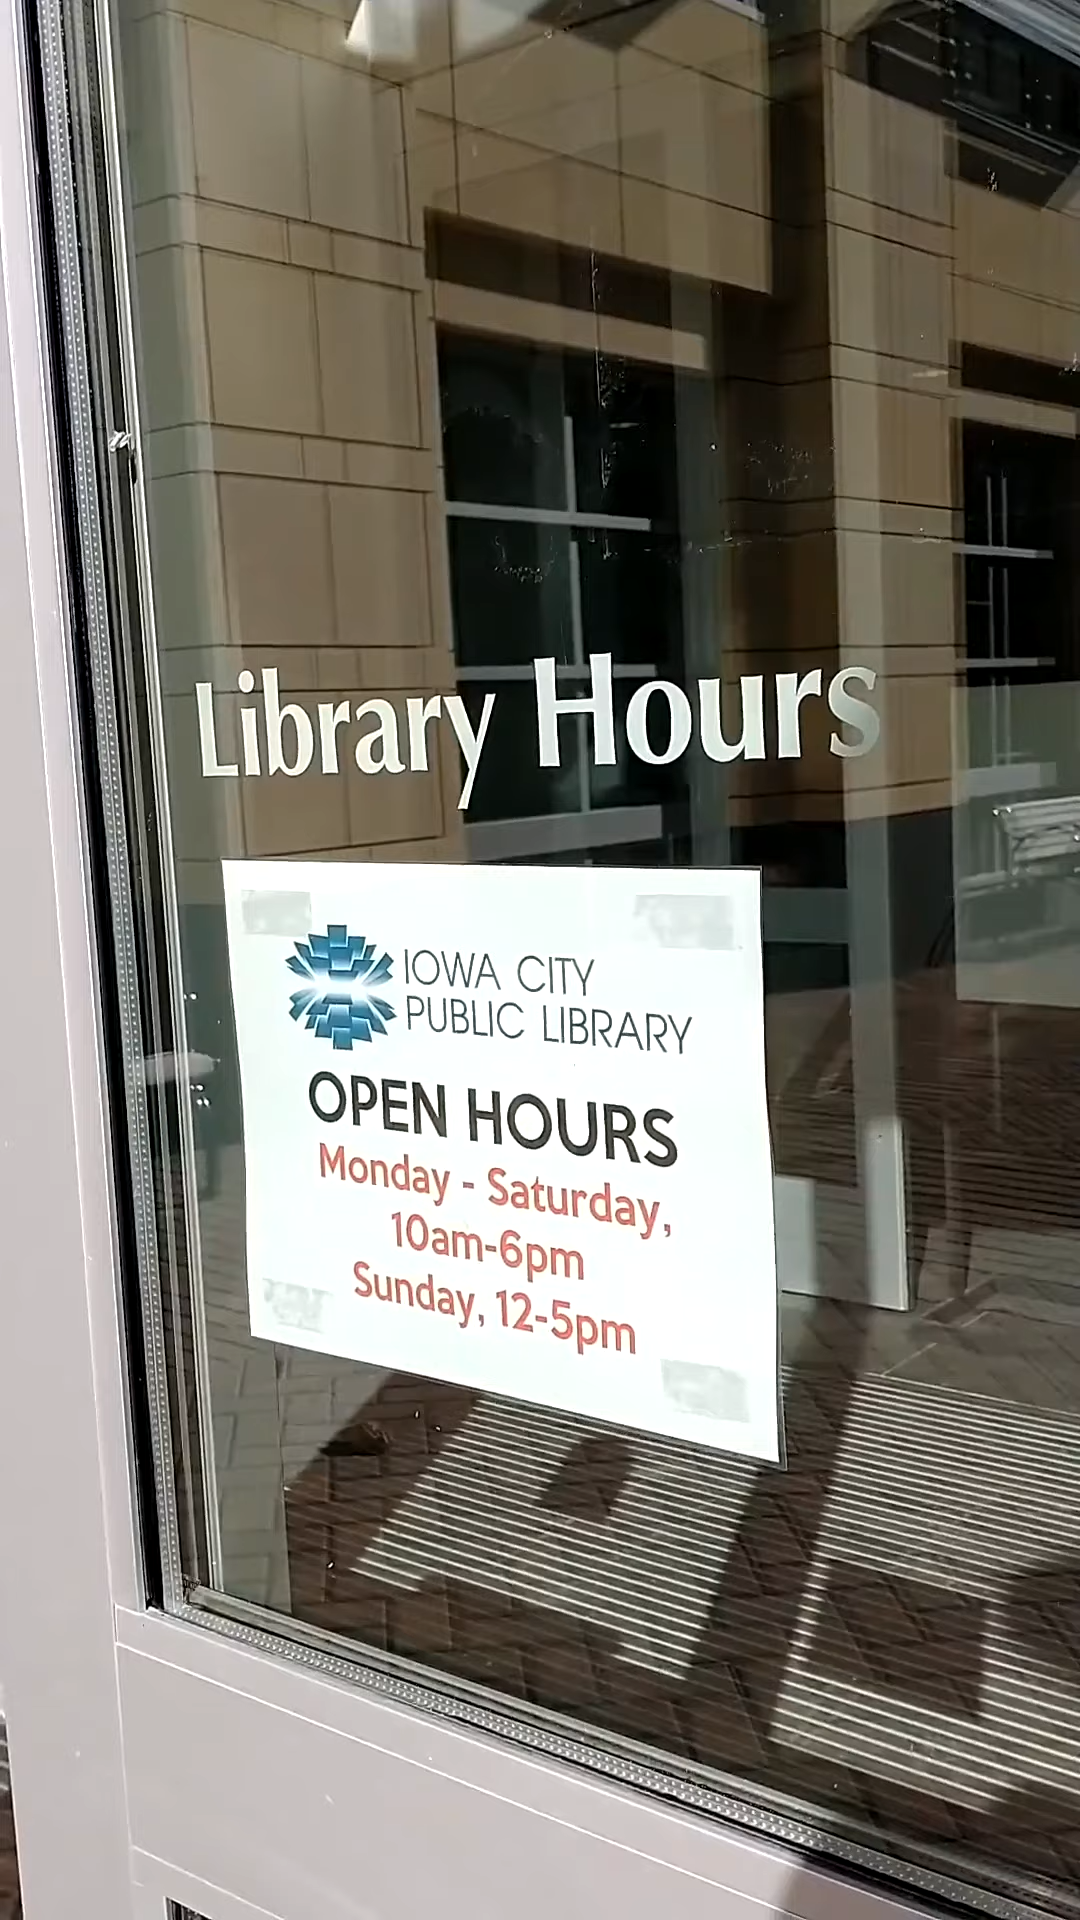 Library Hours
IOWA CITY
PUBLIC LIBRARY
OPEN HOURS
Monday - Saturday,
10am-6pm
Sunday, 12-5pm